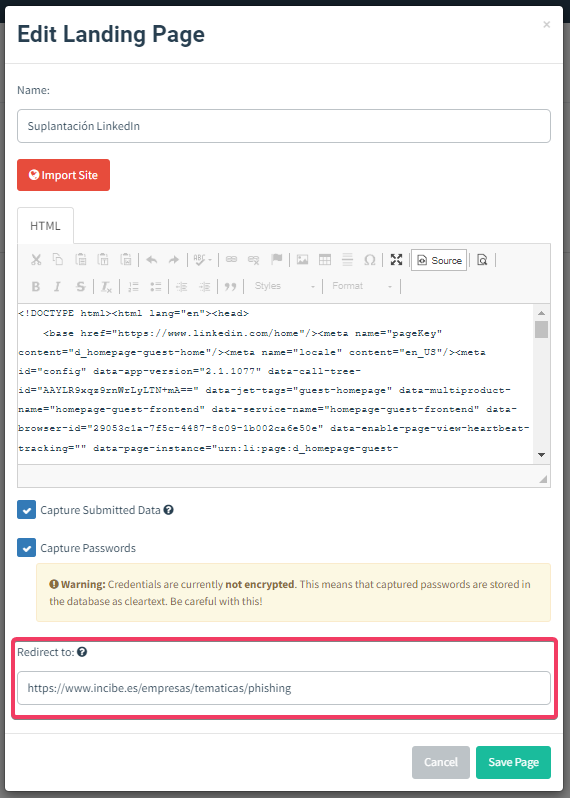 Edit Landing Page
×
Name:
Suplantación LinkedIn
Import Site
HTML
ABC
Source
B I S Tx
Styles
Format
<!DOCTYPE html><html lang="en"><head>
<base href="https://www.linkedin.com/home"/><meta name="pageKey"
content="d_homepage-guest-home"/><meta name="locale" content="en_US"/><meta
id="config" data-app-version="2.1.1077" data-call-tree-
id="AAYLR9xqz9rnWrLyLTN+mA==" data-jet-tags="guest-homepage" data-multiproduct-
name="homepage-guest-frontend" data-service-name="homepage-guest-frontend" data-
browser-id="29053c1a-7f5c-4487-8c09-1b002ca6e50e" data-enable-page-view-heartbeat-
tracking="" data-page-instance="urn:li:page:d_homepage-guest-
Capture Submitted Data ?
Capture Passwords
Warning: Credentials are currently not encrypted. This means that captured passwords are stored in
the database as cleartext. Be careful with this!
Redirect to: ?
https://www.incibe.es/empresas/tematicas/phishing
Cancel
Save Page